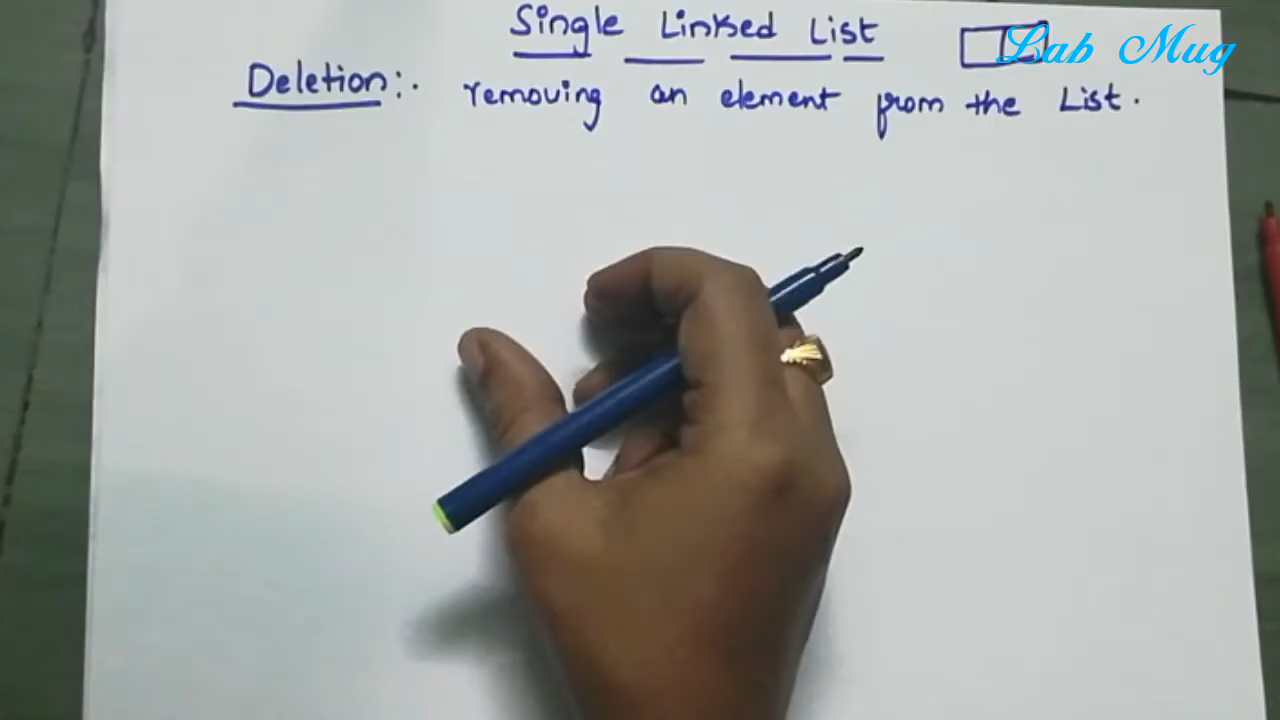 Single Linked List
Lab Mug
Deletion:. removing an element from the List.